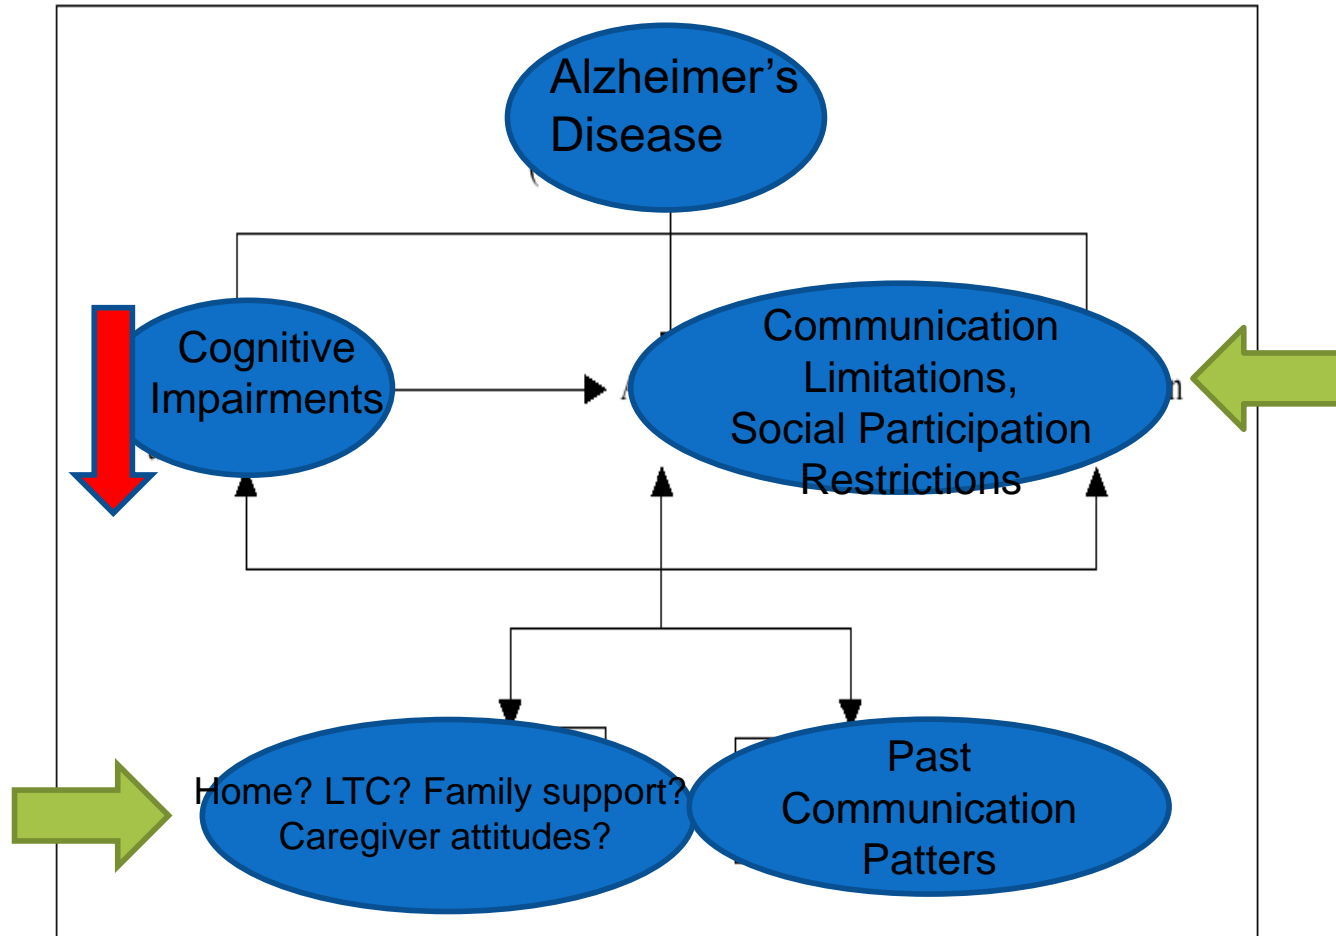 Alzheimer’s
Disease
Cognitive
Impairments
Communication
Limitations,
Social Participation
Restrictions
Home? LTC? Family support?
Caregiver attitudes?
Past
Communication
Patters